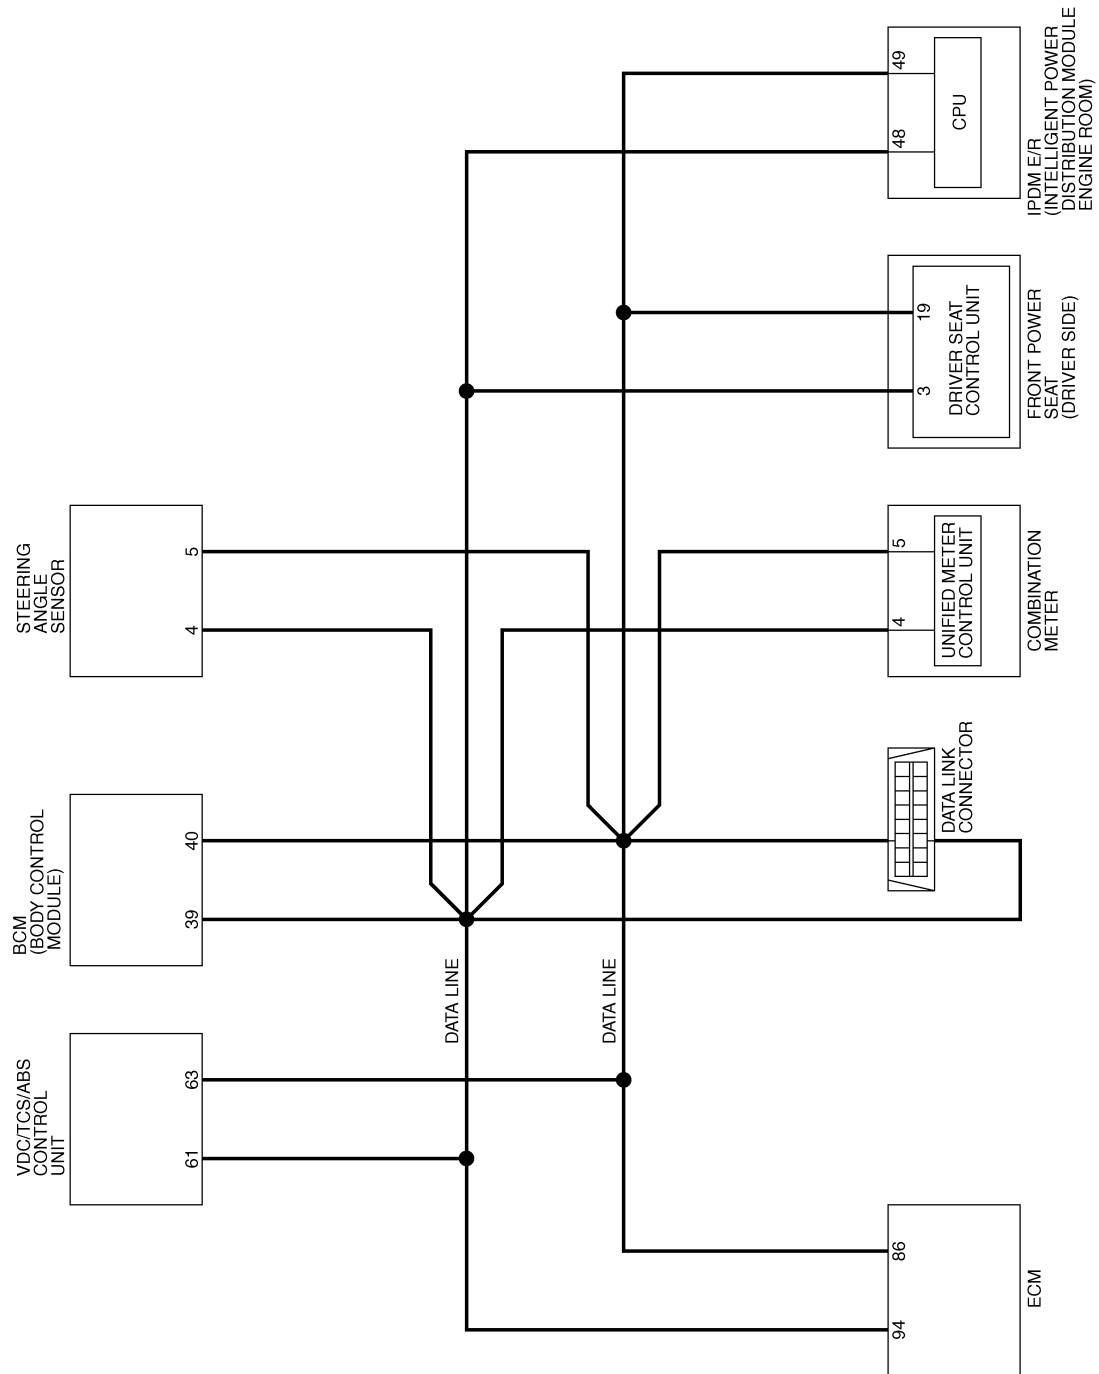 STEERING
ANGLE
SENSOR
5
4
BCM
(BODY CONTROL
MODULE)
40
39
VDC/TCS/ABS
CONTROL
UNIT
63
61
DATA LINE
DATA LINE
49
48
CPU
IPDM E/R
(INTELLIGENT POWER
DISTRIBUTION MODULE
ENGINE ROOM)
19
3
DRIVER SEAT
CONTROL UNIT
FRONT POWER
SEAT
(DRIVER SIDE)
5
4
UNIFIED METER
CONTROL UNIT
COMBINATION
METER
DATA LINK
CONNECTOR
86
94
ECM